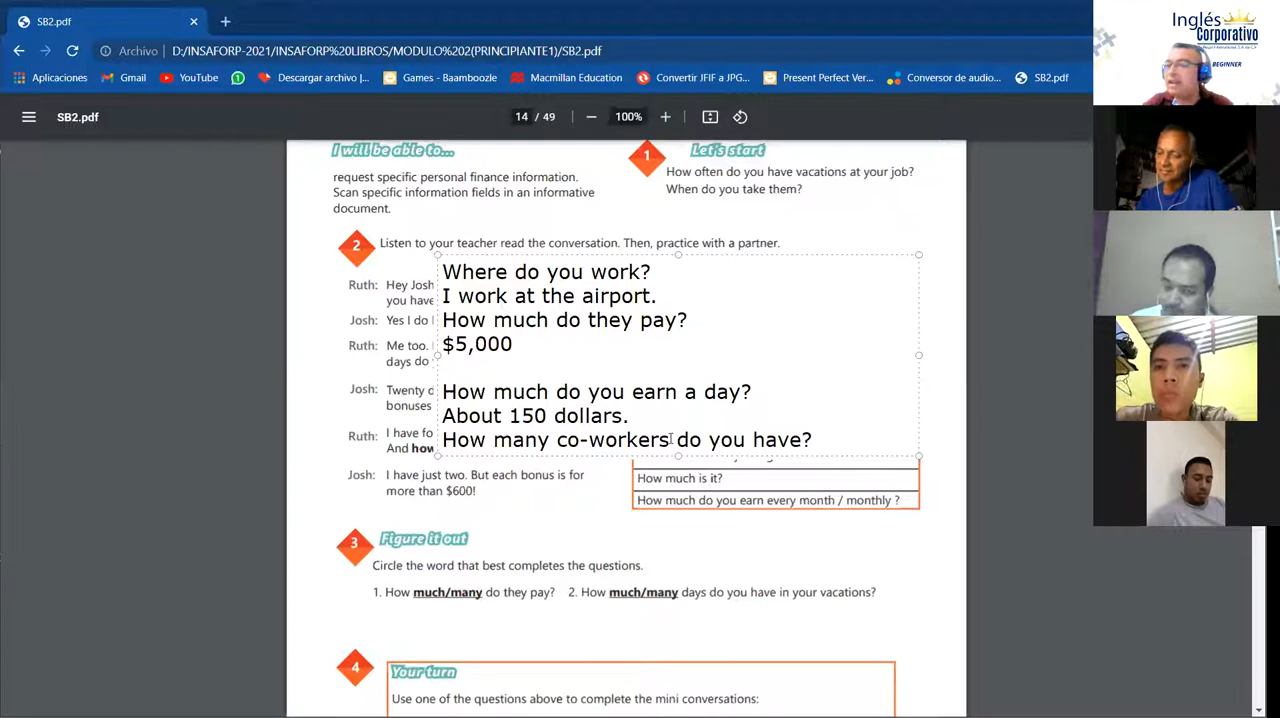 SB2.pdf
Archivo
D:/INSAFORP-2021/INSAFORP%20LIBROS/MODULO%202(PRINCIPIANTE1)/SB2.pdf
Aplicaciones
Gmail
YouTube
Descargar archivo |...
Games - Baamboozle
Macmillan Education
Convertir JFIF a JPG...
Present Perfect Ver...
Conversor de audio...
SB2.pdf
SB2.pdf
14 / 49
100%
Inglés
Corporativo
BEGINNER
I will be able to...
request specific personal finance information.
Scan specific information fields in an informative
document.
1 Let's start
How often do you have vacations at your job?
When do you take them?
2 Listen to your teacher read the conversation. Then, practice with a partner.
Ruth: Hey Josh
you have
Josh: Yes I do
Ruth: Me too.
days do
Josh: Twenty
bonuses
Ruth: I have fo
And how
Josh: I have just two. But each bonus is for
more than $600!
Where do you work?
I work at the airport.
How much do they pay?
$5,000
How much do you earn a day?
About 150 dollars.
How many co-workers do you have?
How much is it?
How much do you earn every month / monthly ?
3 Figure it out
Circle the word that best completes the questions.
1. How much/many do they pay? 2. How much/many days do you have in your vacations?
4 Your turn
Use one of the questions above to complete the mini conversations: